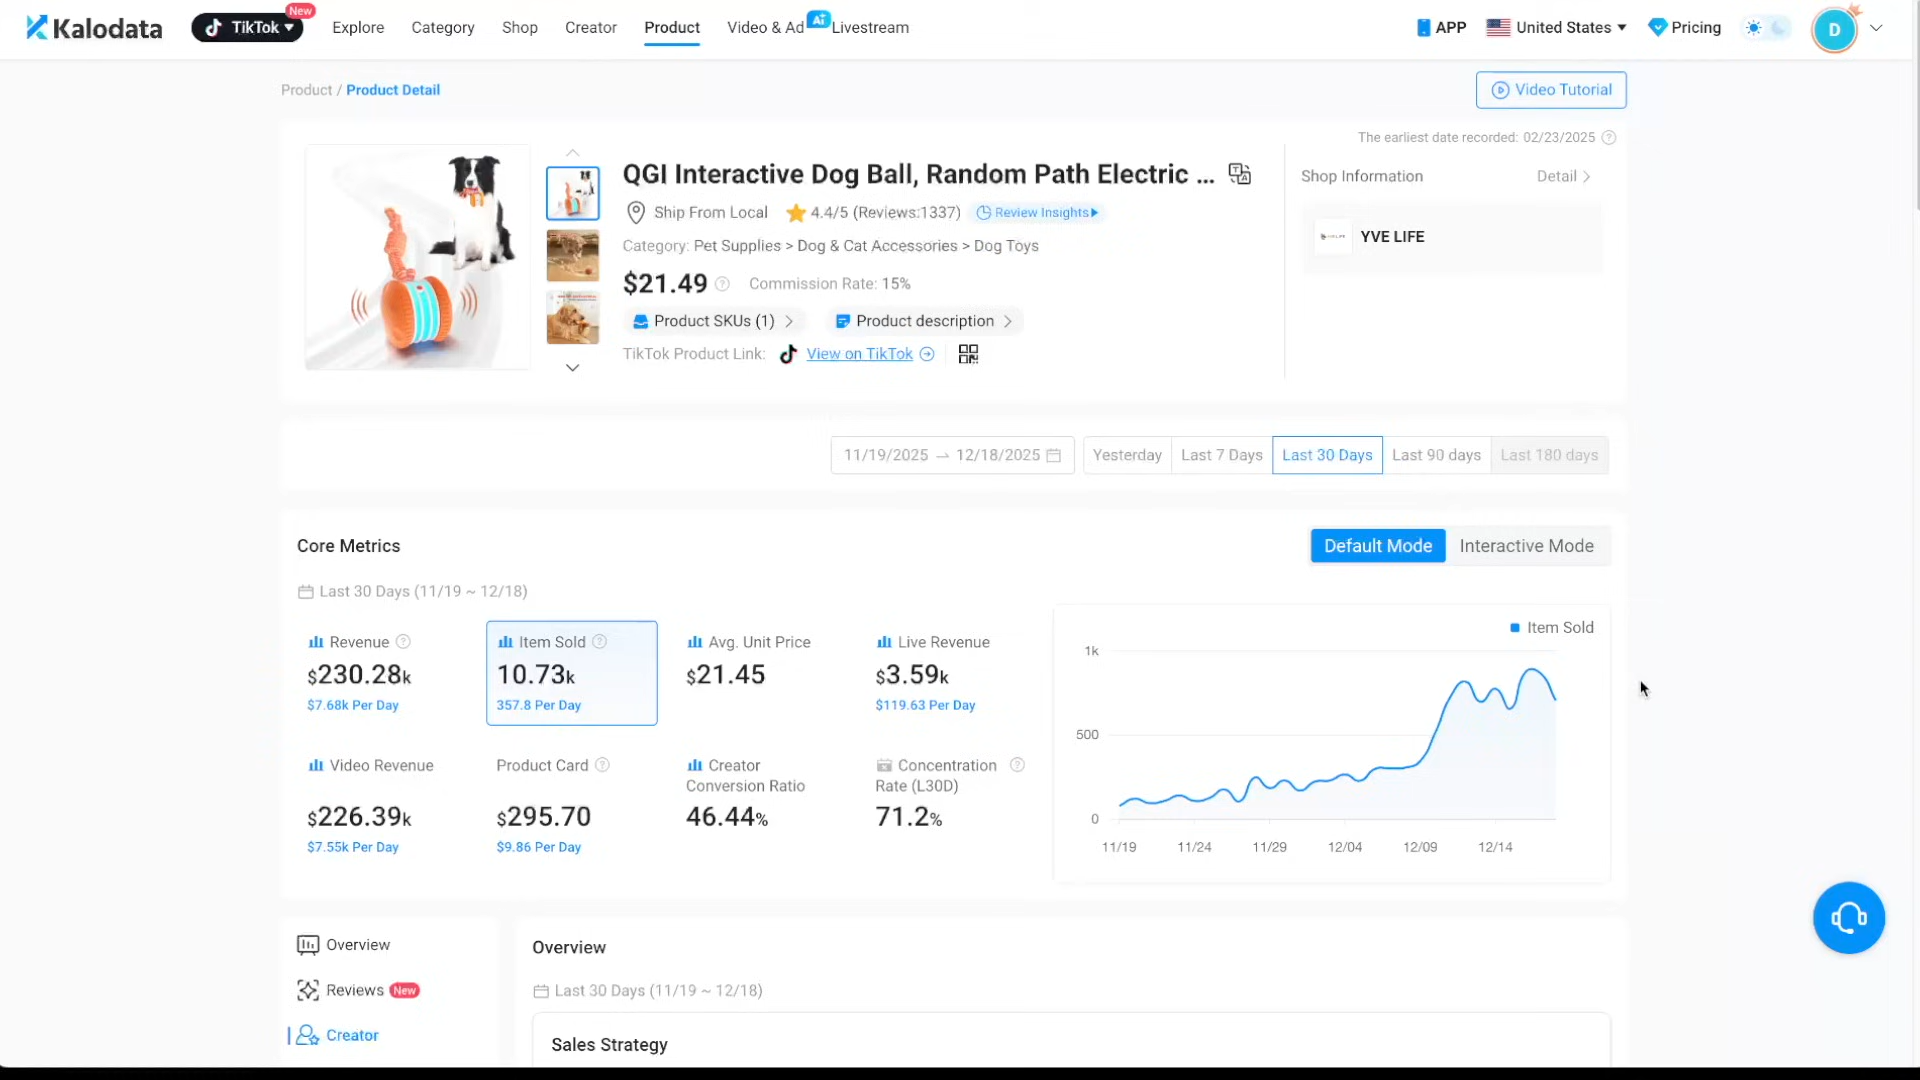 Kalodata
TikTok
New
Explore
Category
Shop
Creator
Product
Video & Ad
Ai
Livestream
APP
United States
Pricing
D
Product / Product Detail
Video Tutorial
The earliest date recorded: 02/23/2025
QGI Interactive Dog Ball, Random Path Electric ...
Ship From Local
4.4/5 (Reviews:1337)
Review Insights
Category: Pet Supplies > Dog & Cat Accessories > Dog Toys
$21.49
Commission Rate: 15%
Product SKUs (1)
Product description
TikTok Product Link:
View on TikTok
Shop Information
Detail
YVE LIFE
11/19/2025 → 12/18/2025
Yesterday
Last 7 Days
Last 30 Days
Last 90 days
Last 180 days
Core Metrics
Default Mode
Interactive Mode
Last 30 Days (11/19 ~ 12/18)
Revenue
$230.28k
$7.68k Per Day
Item Sold
10.73k
357.8 Per Day
Avg. Unit Price
$21.45
Live Revenue
$3.59k
$119.63 Per Day
Video Revenue
$226.39k
$7.55k Per Day
Product Card
$295.70
$9.86 Per Day
Creator
Conversion Ratio
46.44%
Concentration
Rate (L30D)
71.2%
Item Sold
1k
500
0
11/19
11/24
11/29
12/04
12/09
12/14
Overview
Reviews
New
Creator
Overview
Last 30 Days (11/19 ~ 12/18)
Sales Strategy